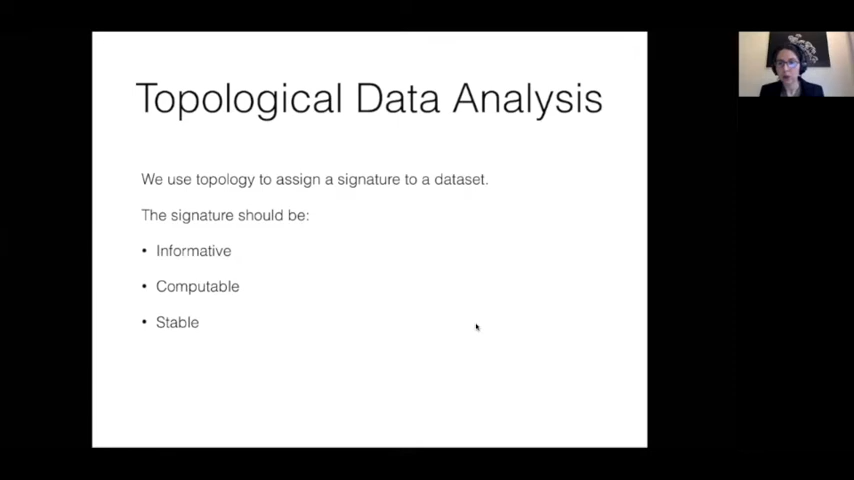 Topological Data Analysis
We use topology to assign a signature to a dataset.
The signature should be:
• Informative
• Computable
• Stable